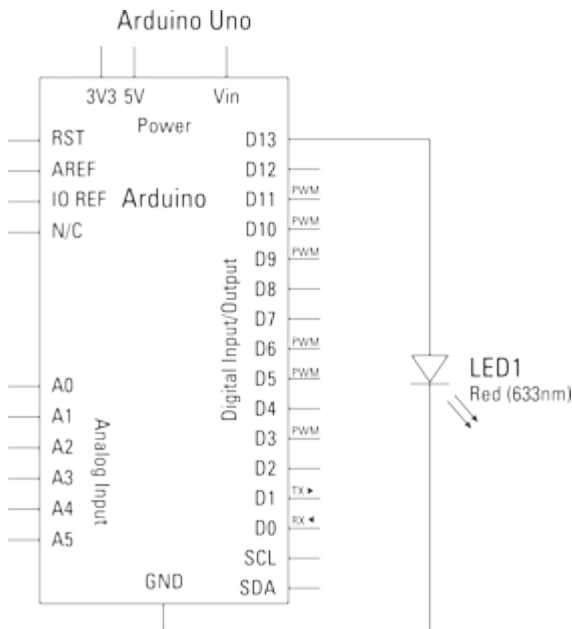 Arduino Uno
3V3 5V Vin
Power
RST
AREF
IO REF
N/C
Arduino
A0
A1
A2
A3
A4
A5
Analog Input
Digital Input/Output
D13
D12
D11 PWM
D10 PWM
D9 PWM
D8
D7
D6 PWM
D5 PWM
D4
D3 PWM
D2
D1 TX ▶
D0 RX ◀
SCL
SDA
GND
LED1
Red (633nm)